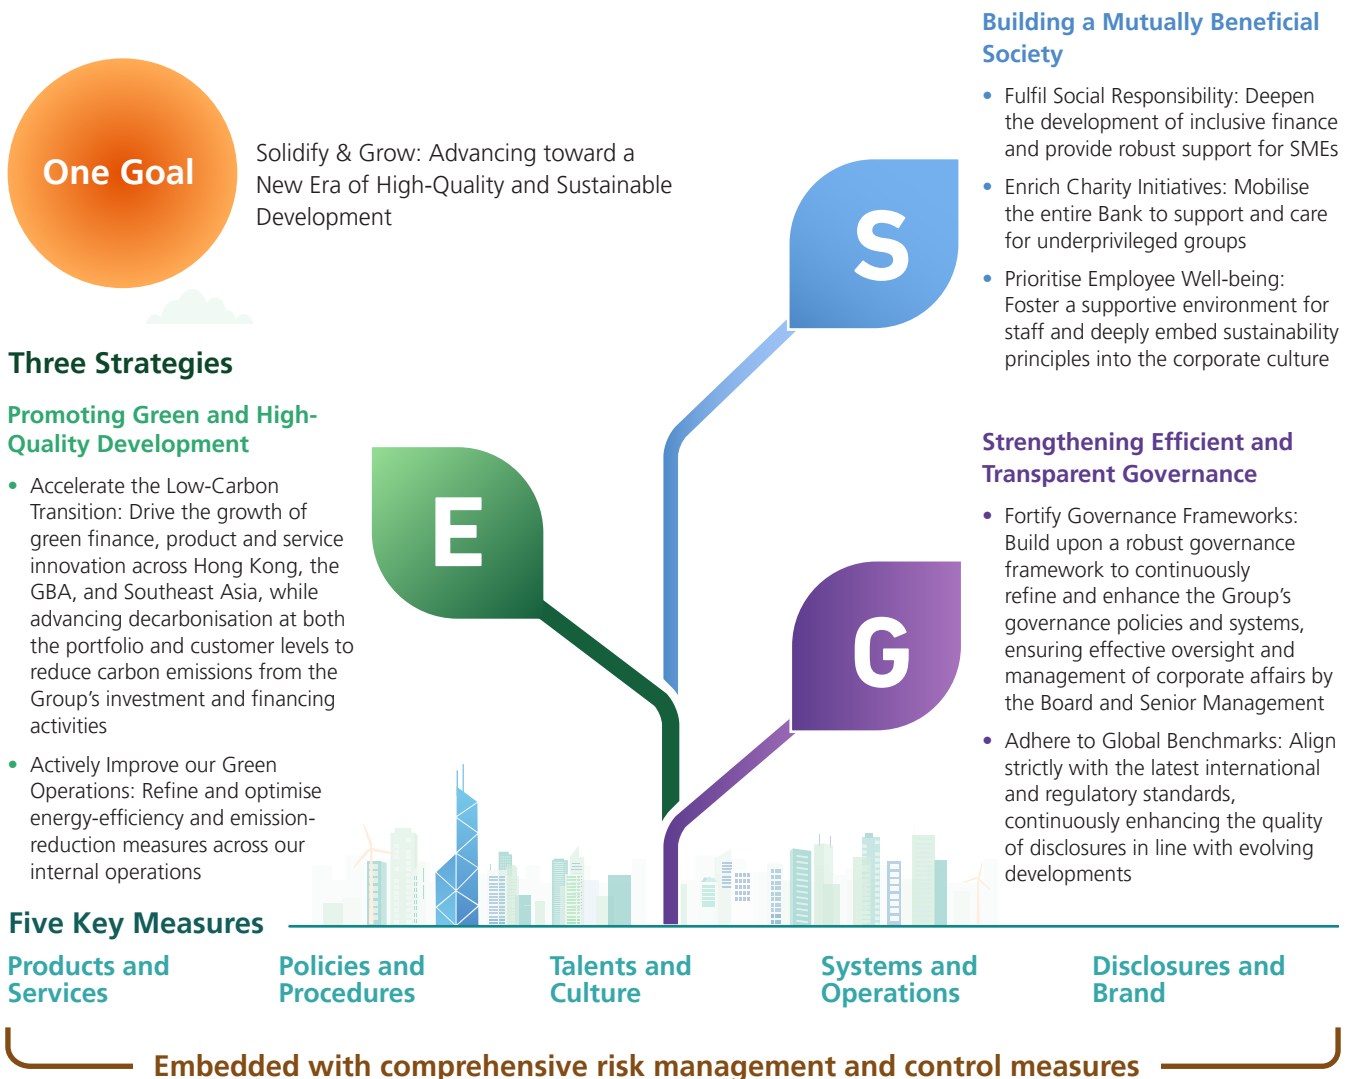 One Goal
Solidify & Grow: Advancing toward a
New Era of High-Quality and Sustainable
Development
Three Strategies
Promoting Green and High-
Quality Development
• Accelerate the Low-Carbon
Transition: Drive the growth of
green finance, product and service
innovation across Hong Kong, the
GBA, and Southeast Asia, while
advancing decarbonisation at both
the portfolio and customer levels to
reduce carbon emissions from the
Group's investment and financing
activities
• Actively Improve our Green
Operations: Refine and optimise
energy-efficiency and emission-
reduction measures across our
internal operations
E
S
Building a Mutually Beneficial
Society
• Fulfil Social Responsibility: Deepen
the development of inclusive finance
and provide robust support for SMEs
• Enrich Charity Initiatives: Mobilise
the entire Bank to support and care
for underprivileged groups
• Prioritise Employee Well-being:
Foster a supportive environment for
staff and deeply embed sustainability
principles into the corporate culture
G
Strengthening Efficient and
Transparent Governance
• Fortify Governance Frameworks:
Build upon a robust governance
framework to continuously
refine and enhance the Group's
governance policies and systems,
ensuring effective oversight and
management of corporate affairs by
the Board and Senior Management
• Adhere to Global Benchmarks: Align
strictly with the latest international
and regulatory standards,
continuously enhancing the quality
of disclosures in line with evolving
developments
Five Key Measures
Products and
Services
Policies and
Procedures
Talents and
Culture
Systems and
Operations
Disclosures and
Brand
Embedded with comprehensive risk management and control measures